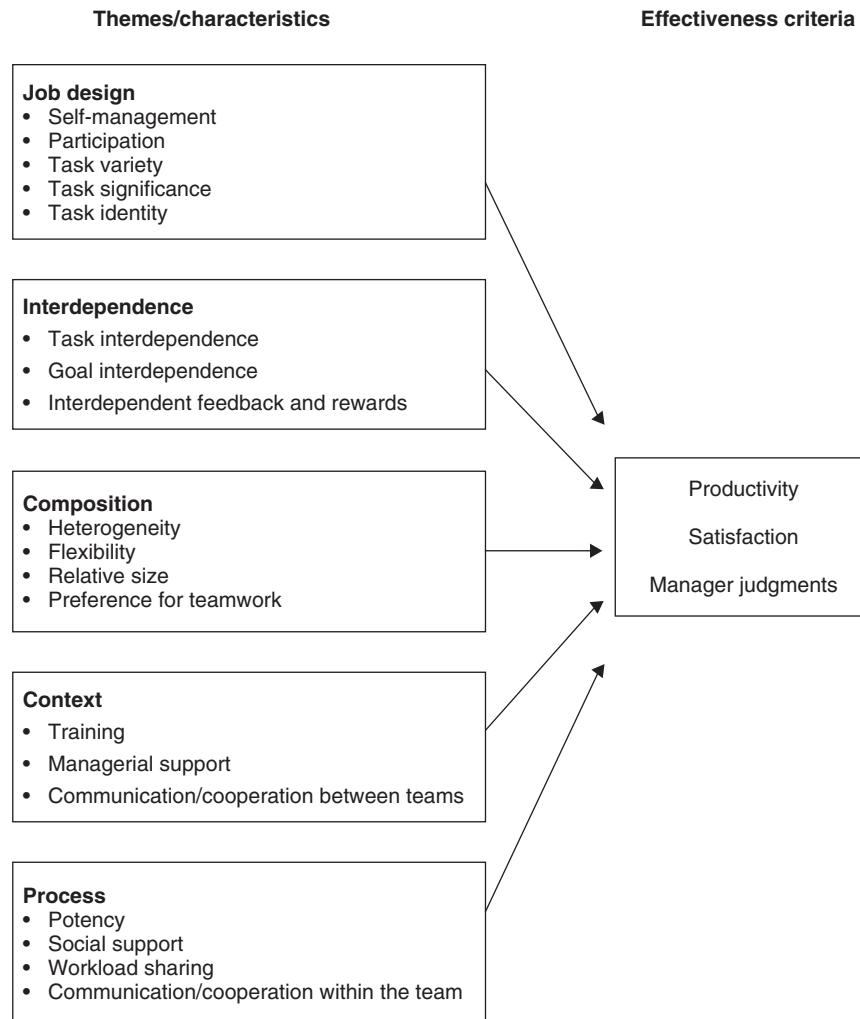 Themes/characteristics
Effectiveness criteria
Job design
• Self-management
• Participation
• Task variety
• Task significance
• Task identity
Interdependence
• Task interdependence
• Goal interdependence
• Interdependent feedback and rewards
Composition
• Heterogeneity
• Flexibility
• Relative size
• Preference for teamwork
Context
• Training
• Managerial support
• Communication/cooperation between teams
Process
• Potency
• Social support
• Workload sharing
• Communication/cooperation within the team
Productivity
Satisfaction
Manager judgments